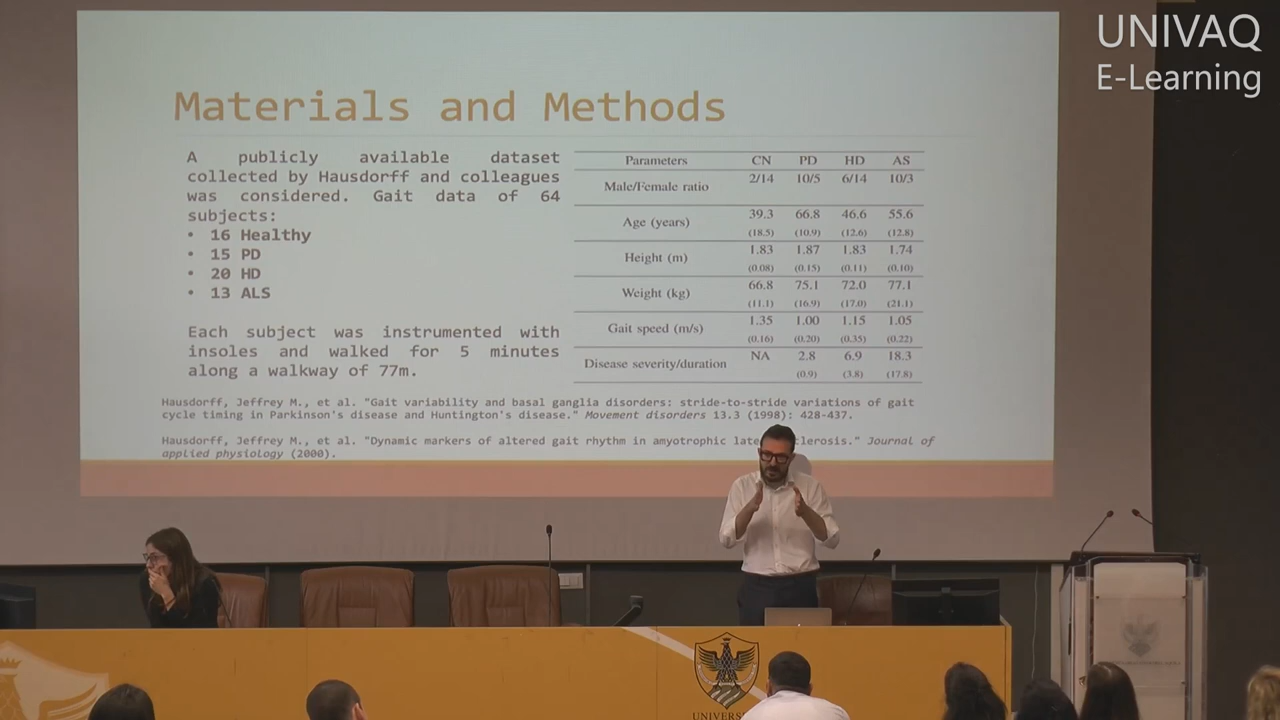 UNIVAQ
E-Learning
Materials and Methods
A publicly available dataset
collected by Hausdorff and colleagues
was considered. Gait data of 64
subjects:
• 16 Healthy
• 15 PD
• 20 HD
• 13 ALS
Each subject was instrumented with
insoles and walked for 5 minutes
along a walkway of 77m.
Parameters CN PD HD AS
Male/Female ratio 2/14 10/5 6/14 10/3
Age (years) 39.3 66.8 46.6 55.6
(18.5) (10.9) (12.6) (12.8)
Height (m) 1.83 1.87 1.83 1.74
(0.08) (0.15) (0.11) (0.10)
Weight (kg) 66.8 75.1 72.0 77.1
(11.1) (16.9) (17.0) (21.1)
Gait speed (m/s) 1.35 1.00 1.15 1.05
(0.16) (0.20) (0.35) (0.22)
Disease severity/duration NA 2.8 6.9 18.3
(0.9) (3.8) (17.8)
Hausdorff, Jeffrey M., et al. "Gait variability and basal ganglia disorders: stride-to-stride variations of gait
cycle timing in Parkinson's disease and Huntington's disease." Movement disorders 13.3 (1998): 428-437.
Hausdorff, Jeffrey M., et al. "Dynamic markers of altered gait rhythm in amyotrophic late clerosis." Journal of
applied physiology (2000).
UNIVERS